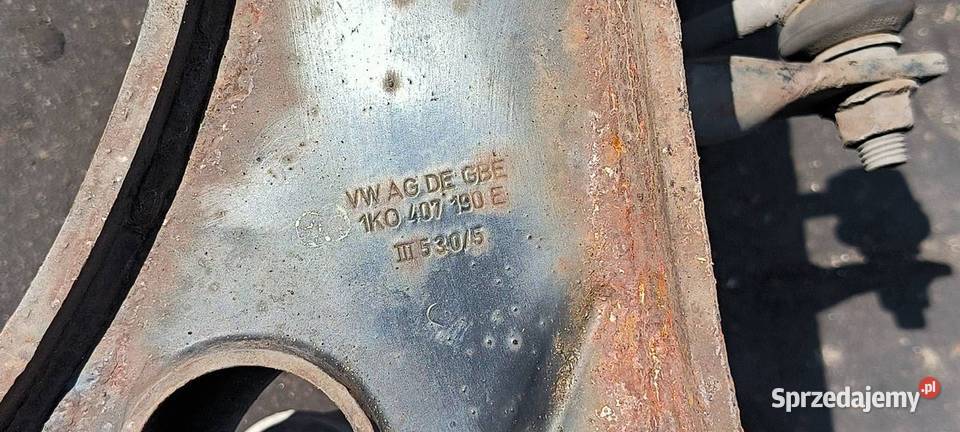 VW AG DE GBE
1K0 407 190 E
III 530/5
Sprzedajemy.pl